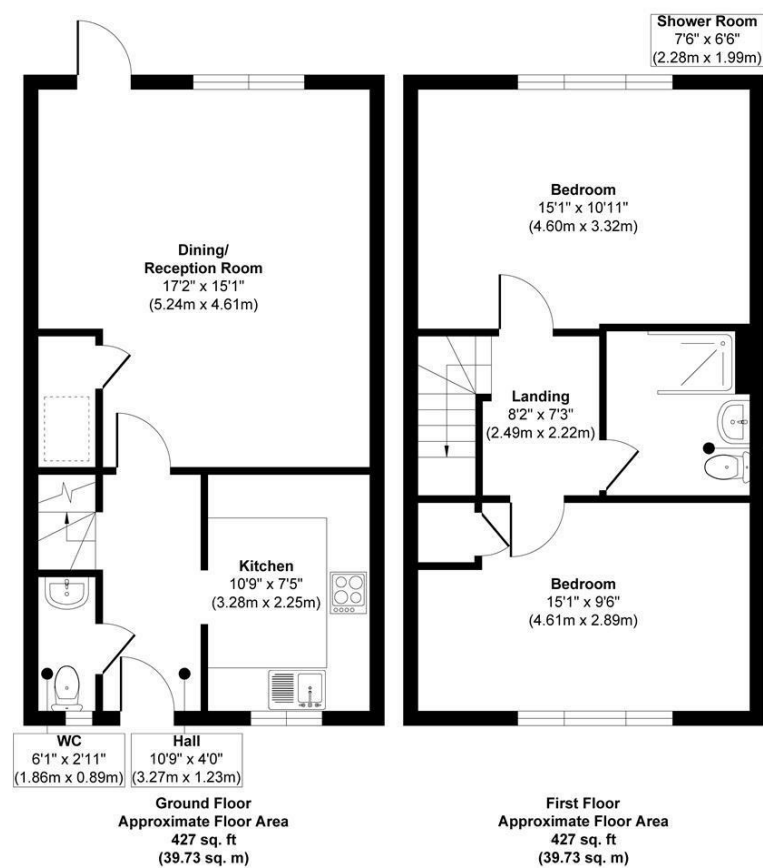 Shower Room
7'6" x 6'6"
(2.28m x 1.99m)
Dining/
Reception Room
17'2" x 15'1"
(5.24m x 4.61m)
Bedroom
15'1" x 10'11"
(4.60m x 3.32m)
Landing
8'2" x 7'3"
(2.49m x 2.22m)
Kitchen
10'9" x 7'5"
(3.28m x 2.25m)
Bedroom
15'1" x 9'6"
(4.61m x 2.89m)
WC
6'1" x 2'11"
(1.86m x 0.89m)
Hall
10'9" x 4'0"
(3.27m x 1.23m)
Ground Floor
Approximate Floor Area
427 sq. ft
(39.73 sq. m)
First Floor
Approximate Floor Area
427 sq. ft
(39.73 sq. m)